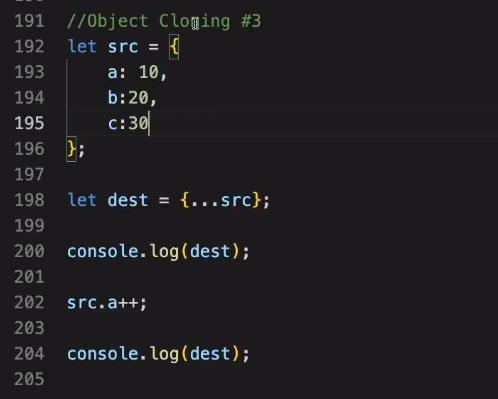 191 //Object Cloning #3
192 let src = {
193     a: 10,
194     b:20,
195     c:30
196 };
197
198 let dest = {...src};
199
200 console.log(dest);
201
202 src.a++;
203
204 console.log(dest);
205